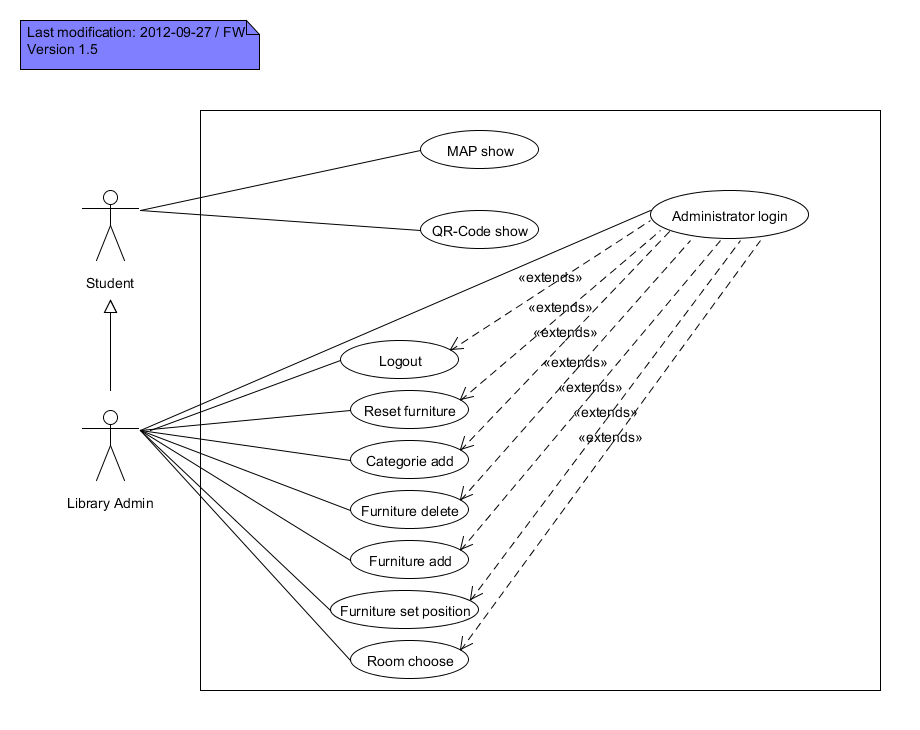 Last modification: 2012-09-27 / FW
Version 1.5
MAP show
Administrator login
QR-Code show
Student
«extends»
«extends»
«extends»
Logout
«extends»
«extends»
Reset furniture
«extends»
«extends»
Categorie add
Library Admin
Furniture delete
Furniture add
Furniture set position
Room choose